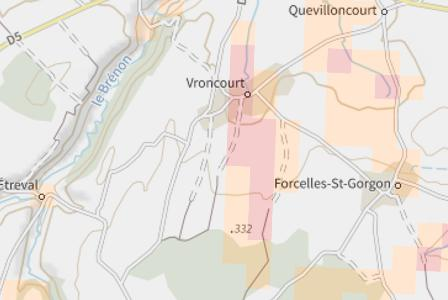 Quevilloncourt
D5
le Brénon
Vroncourt
Étreval
Forcelles-St-Gorgon
.332